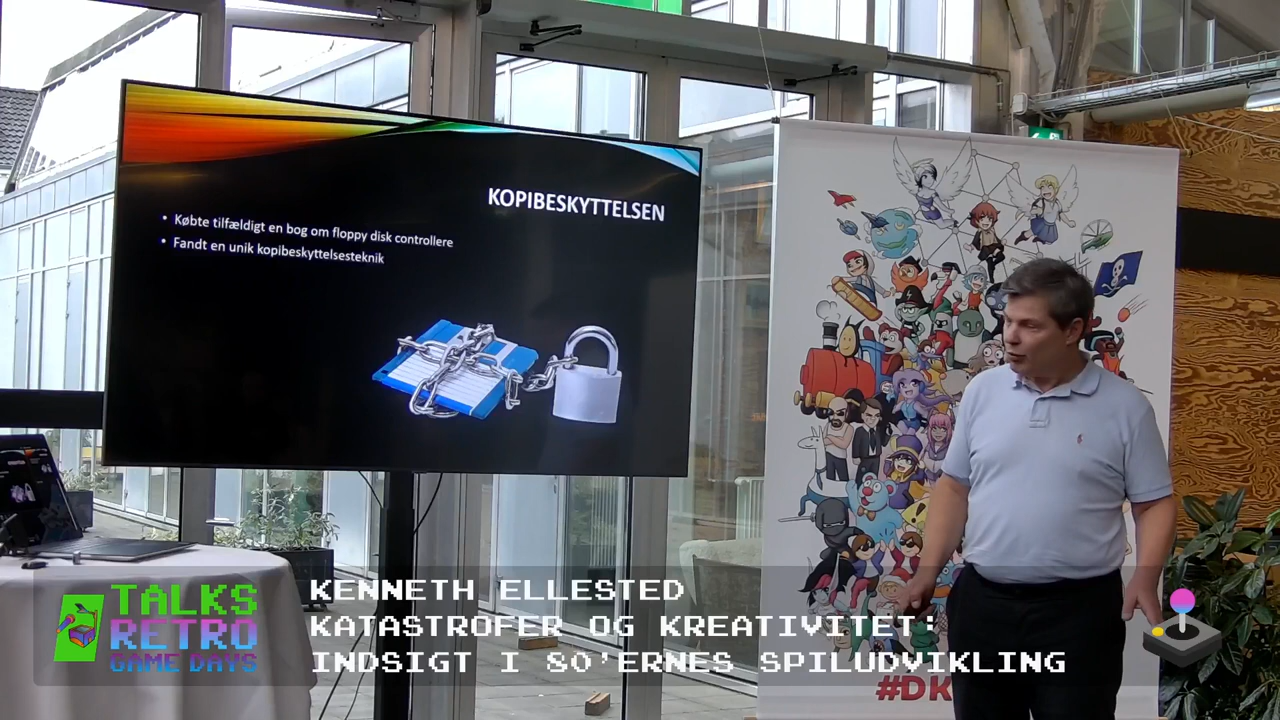 KOPIBESKYTTELSEN
• Købte tilfældigt en bog om floppy disk controllere
• Fandt en unik kopibeskyttelsesteknik
TALKS
RETRO
GAME DAYS
KENNETH ELLESTED
KATASTROFER OG KREATIVITET:
INDSIGT I 80'ERNES SPILUDVIKLING
#DK